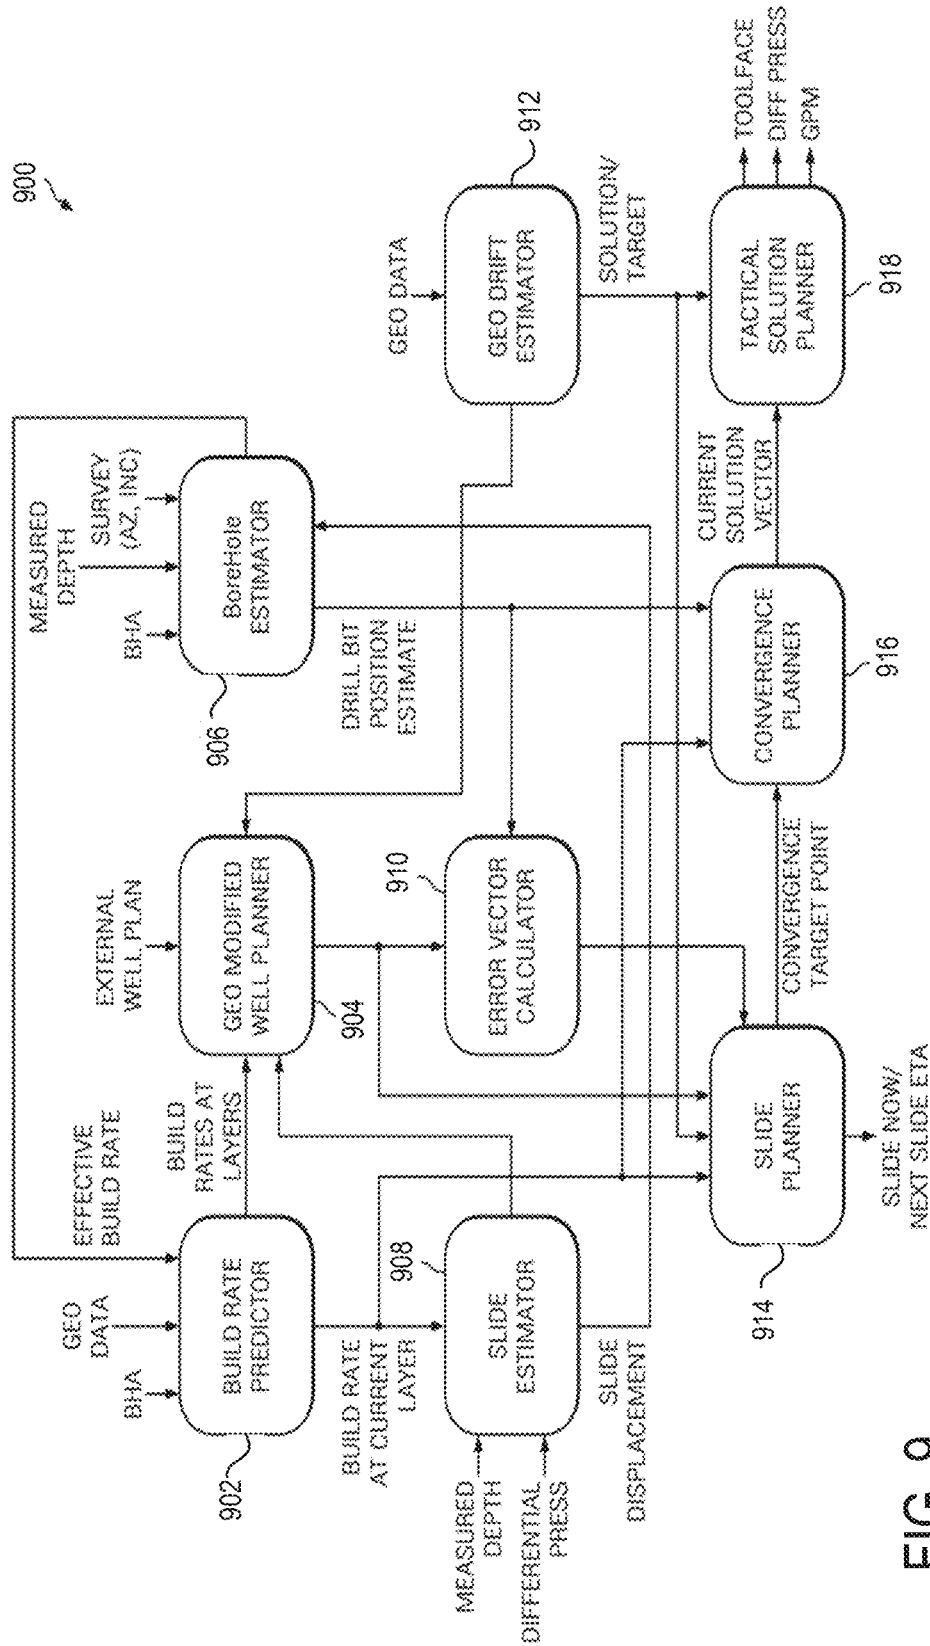 900
EFFECTIVE
BUILD RATE
GEO
DATA
BHA
BUILD RATE
PREDICTOR
902
BUILD
RATES AT
LAYERS
EXTERNAL
WELL PLAN
GEO MODIFIED
WELL PLANNER
904
MEASURED
DEPTH
SURVEY
(AZ, INC)
BHA
BoreHole
ESTIMATOR
906
BUILD RATE
AT CURRENT
LAYER
MEASURED
DEPTH
DIFFERENTIAL
PRESS
SLIDE
ESTIMATOR
908
SLIDE
DISPLACEMENT
910
ERROR VECTOR
CALCULATOR
DRILL BIT
POSITION
ESTIMATE
GEO DATA
GEO DRIFT
ESTIMATOR
912
SOLUTION/
TARGET
SLIDE
PLANNER
914
SLIDE NOW/
NEXT SLIDE ETA
CONVERGENCE
TARGET POINT
CONVERGENCE
PLANNER
916
CURRENT
SOLUTION
VECTOR
TACTICAL
SOLUTION
PLANNER
918
TOOLFACE
DIFF PRESS
GPM
FIG. 9